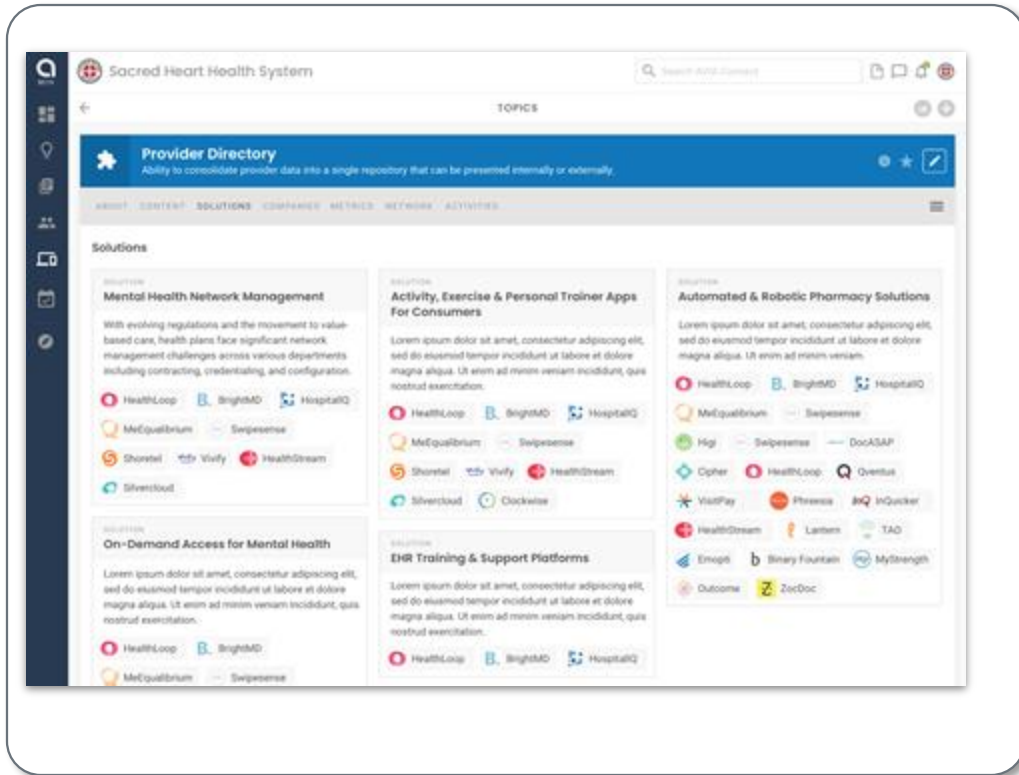 Sacred Heart Health System
Search AVIA Connect
TOPICS
Provider Directory
Ability to consolidate provider data into a single repository that can be presented internally or externally.
ABOUT CONTENT SOLUTIONS COMPANIES METRICS NETWORK ACTIVITIES
Solutions
SOLUTION
Mental Health Network Management
With evolving regulations and the movement to value-
based care, health plans face significant network
management challenges across various departments
including contracting, credentialing, and configuration.
HealthLoop B. BrightMD HospitalIQ
MeEqualibrium Swipesense
Shoretel Vivify HealthStream
Silvercloud
SOLUTION
On-Demand Access for Mental Health
Lorem ipsum dolor sit amet, consectetur adipiscing elit,
sed do eiusmod tempor incididunt ut labore et dolore
magna aliqua. Ut enim ad minim veniam incididunt, quis
nostrud exercitation.
HealthLoop B. BrightMD
MeEqualibrium Swipesense
SOLUTION
Activity, Exercise & Personal Trainer Apps
For Consumers
Lorem ipsum dolor sit amet, consectetur adipiscing elit,
sed do eiusmod tempor incididunt ut labore et dolore
magna aliqua. Ut enim ad minim veniam incididunt, quis
nostrud exercitation.
HealthLoop B. BrightMD HospitalIQ
MeEqualibrium Swipesense
Shoretel Vivify HealthStream
Silvercloud Clockwise
SOLUTION
EHR Training & Support Platforms
Lorem ipsum dolor sit amet, consectetur adipiscing elit,
sed do eiusmod tempor incididunt ut labore et dolore
magna aliqua. Ut enim ad minim veniam incididunt, quis
nostrud exercitation.
HealthLoop B. BrightMD HospitalIQ
SOLUTION
Automated & Robotic Pharmacy Solutions
Lorem ipsum dolor sit amet, consectetur adipiscing elit,
sed do eiusmod tempor incididunt ut labore et dolore
magna aliqua. Ut enim ad minim veniam.
HealthLoop B. BrightMD HospitalIQ
MeEqualibrium Swipesense
Higi Swipesense DocASAP
Cipher HealthLoop Q Qventus
VisitPay Phreesia InQ InQuicker
HealthStream Lantern TAO
Emopti b Binary Fountain MyStrength
Outcome Z ZocDoc